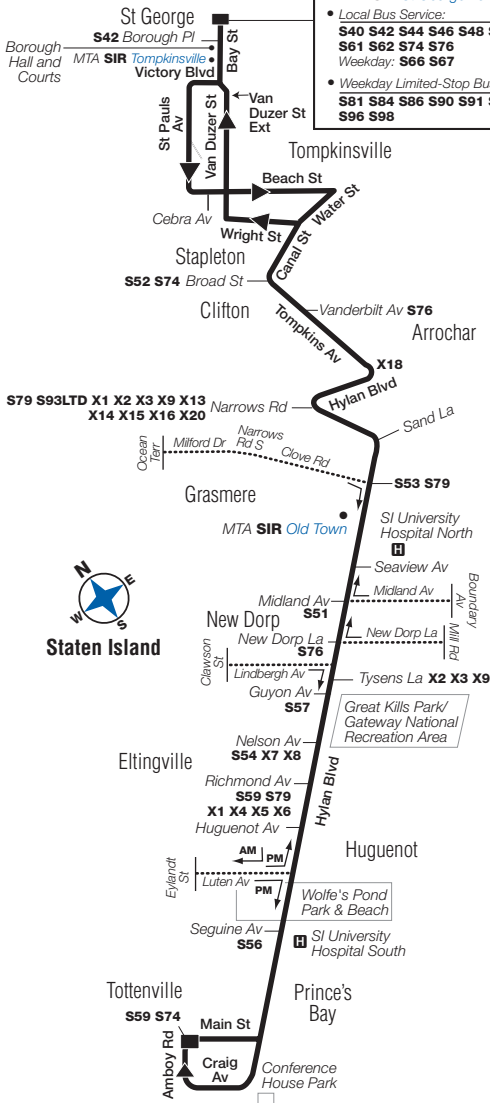 St George
S42 Borough Pl
Borough
Hall and
Courts
MTA SIR Tompkinsville
Victory Blvd
Bay St
• Local Bus Service:
S40 S42 S44 S46 S48
S61 S62 S74 S76
Weekday: S66 S67
• Weekday Limited-Stop Bu
S81 S84 S86 S90 S91
S96 S98
St Pauls
Av
Van Duzer St
Van
Duzer St
Ext
Tompkinsville
Beach St
Water St
Cebra Av
Wright St
Canal St
Stapleton
S52 S74 Broad St
Clifton
Vanderbilt Av S76
Tompkins Av
Arrochar
X18
Hylan Blvd
S79 S93LTD X1 X2 X3 X9 X13
X14 X15 X16 X20
Narrows Rd
Sand La
Ocean
Terr
Milford Dr
Narrows
Rd S
Clove Rd
S53 S79
Grasmere
MTA SIR Old Town
SI University
Hospital North
H
Seaview Av
Midland Av
S51
Midland Av
Boundary
Av
N
E
W
S
Staten Island
New Dorp
New Dorp La
S76
New Dorp La
Mill Rd
Clawson
St
Lindbergh Av
Tysens La X2 X3 X9
Guyon Av
S57
Great Kills Park/
Gateway National
Recreation Area
Nelson Av
S54 X7 X8
Eltingville
Richmond Av
S59 S79
X1 X4 X5 X6
Hylan Blvd
Huguenot Av
Huguenot
AM
PM
Eylandt
St
Luten Av
PM
Wolfe's Pond
Park & Beach
Seguine Av
S56
H
SI University
Hospital South
Tottenville
S59 S74
Main St
Prince's
Bay
Amboy Rd
Craig
Av
Conference
House Park